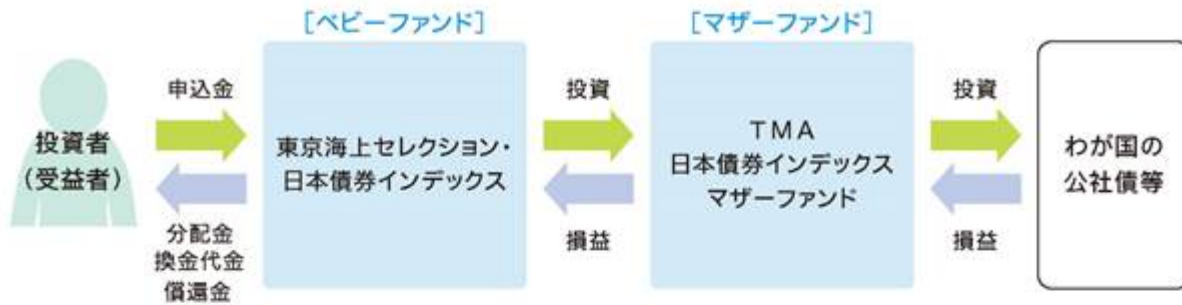 [ベビーファンド]
[マザーファンド]
申込金
投資者
(受益者)
分配金
換金代金
償還金
東京海上セレクション・
日本債券インデックス
投資
損益
TMA
日本債券インデックス
マザーファンド
投資
損益
わが国の
公社債等